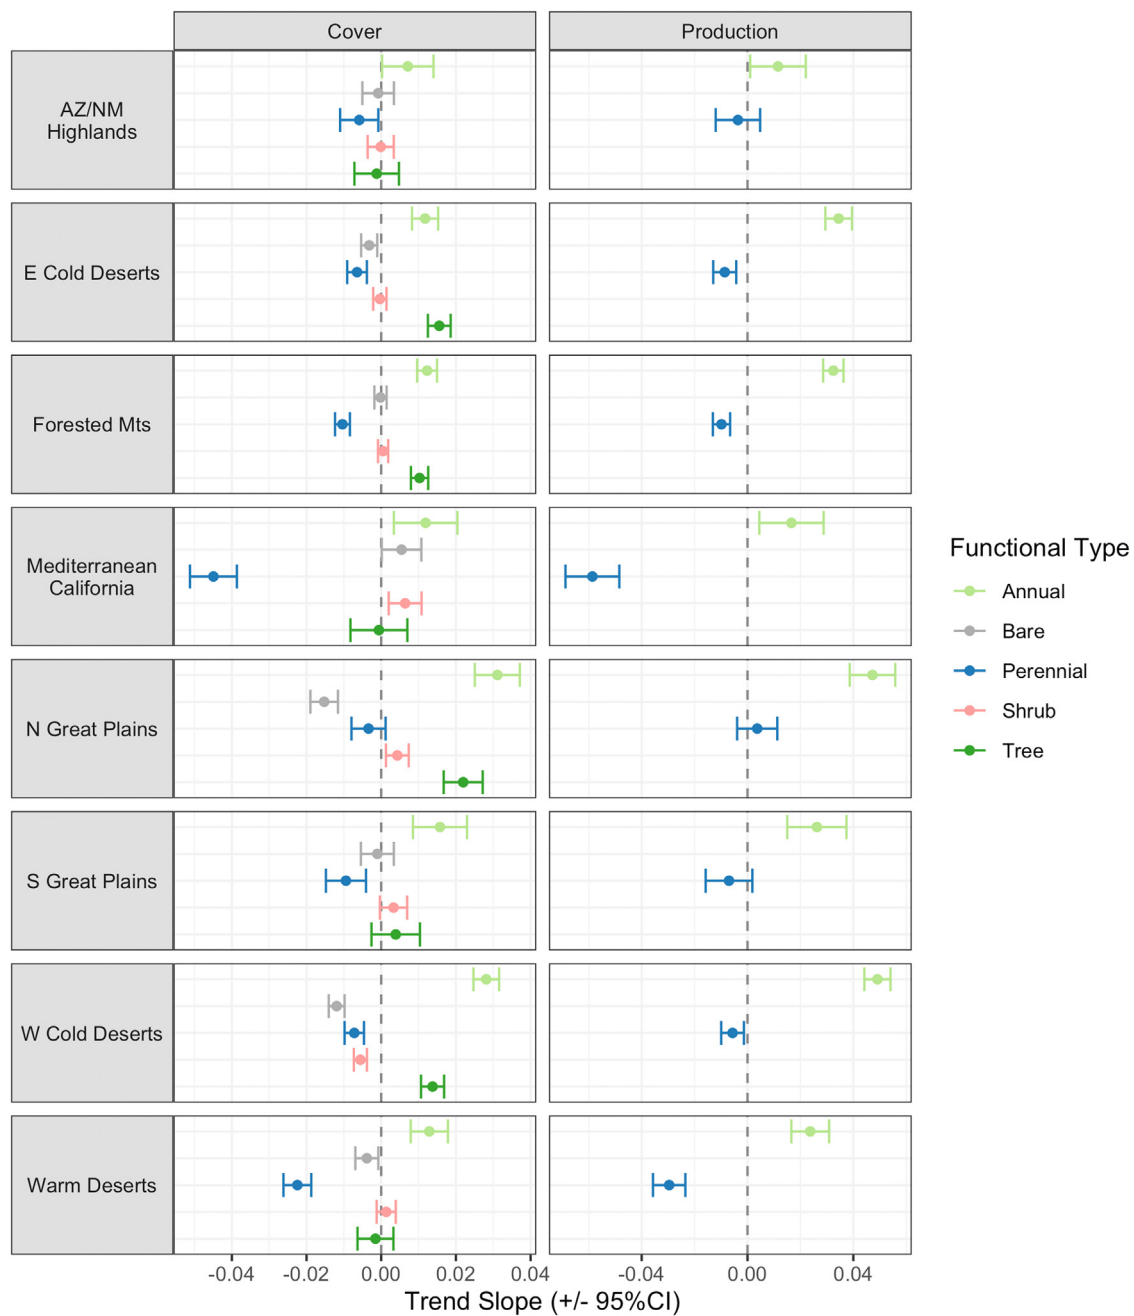 Cover
Production
AZ/NM
Highlands
E Cold Deserts
Forested Mts
Mediterranean
California
N Great Plains
S Great Plains
W Cold Deserts
Warm Deserts
Functional Type
Annual
Bare
Perennial
Shrub
Tree
-0.04 -0.02 0.00 0.02 0.04
-0.04 0.00 0.04
Trend Slope (+/- 95%CI)